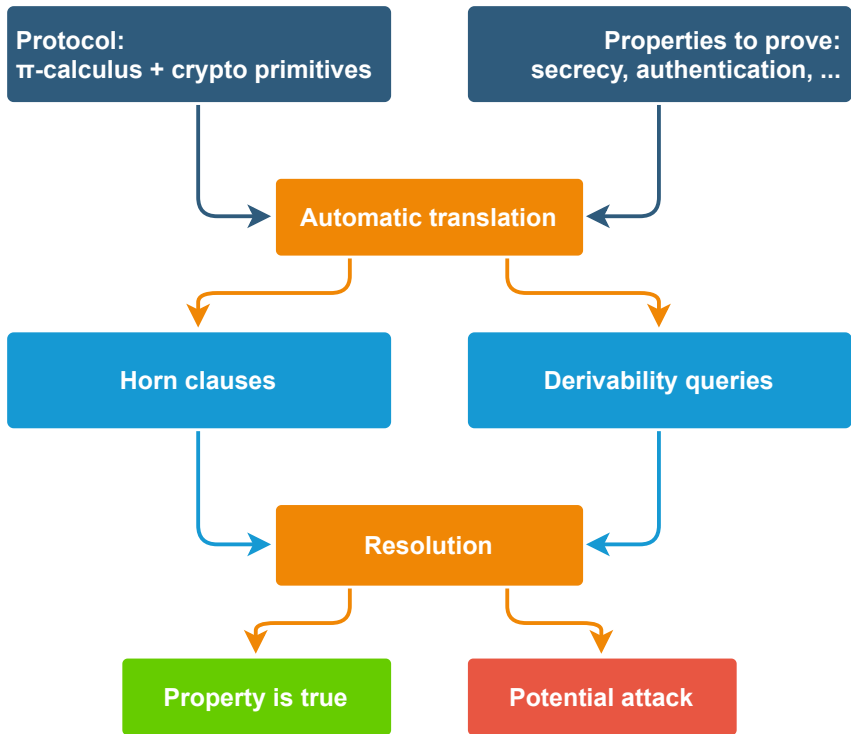 Protocol:
π-calculus + crypto primitives
Properties to prove:
secrecy, authentication, ...
Automatic translation
Horn clauses
Derivability queries
Resolution
Property is true
Potential attack